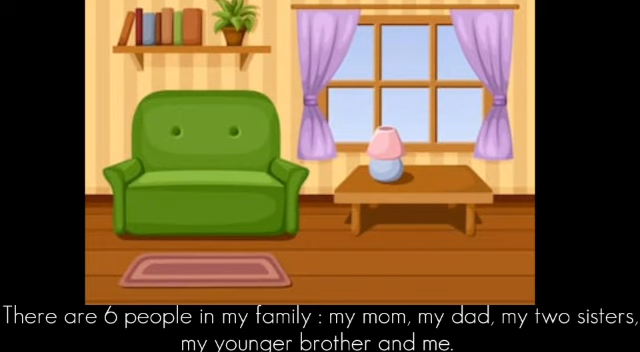 There are 6 people in my family : my mom, my dad, my two sisters,
my younger brother and me.